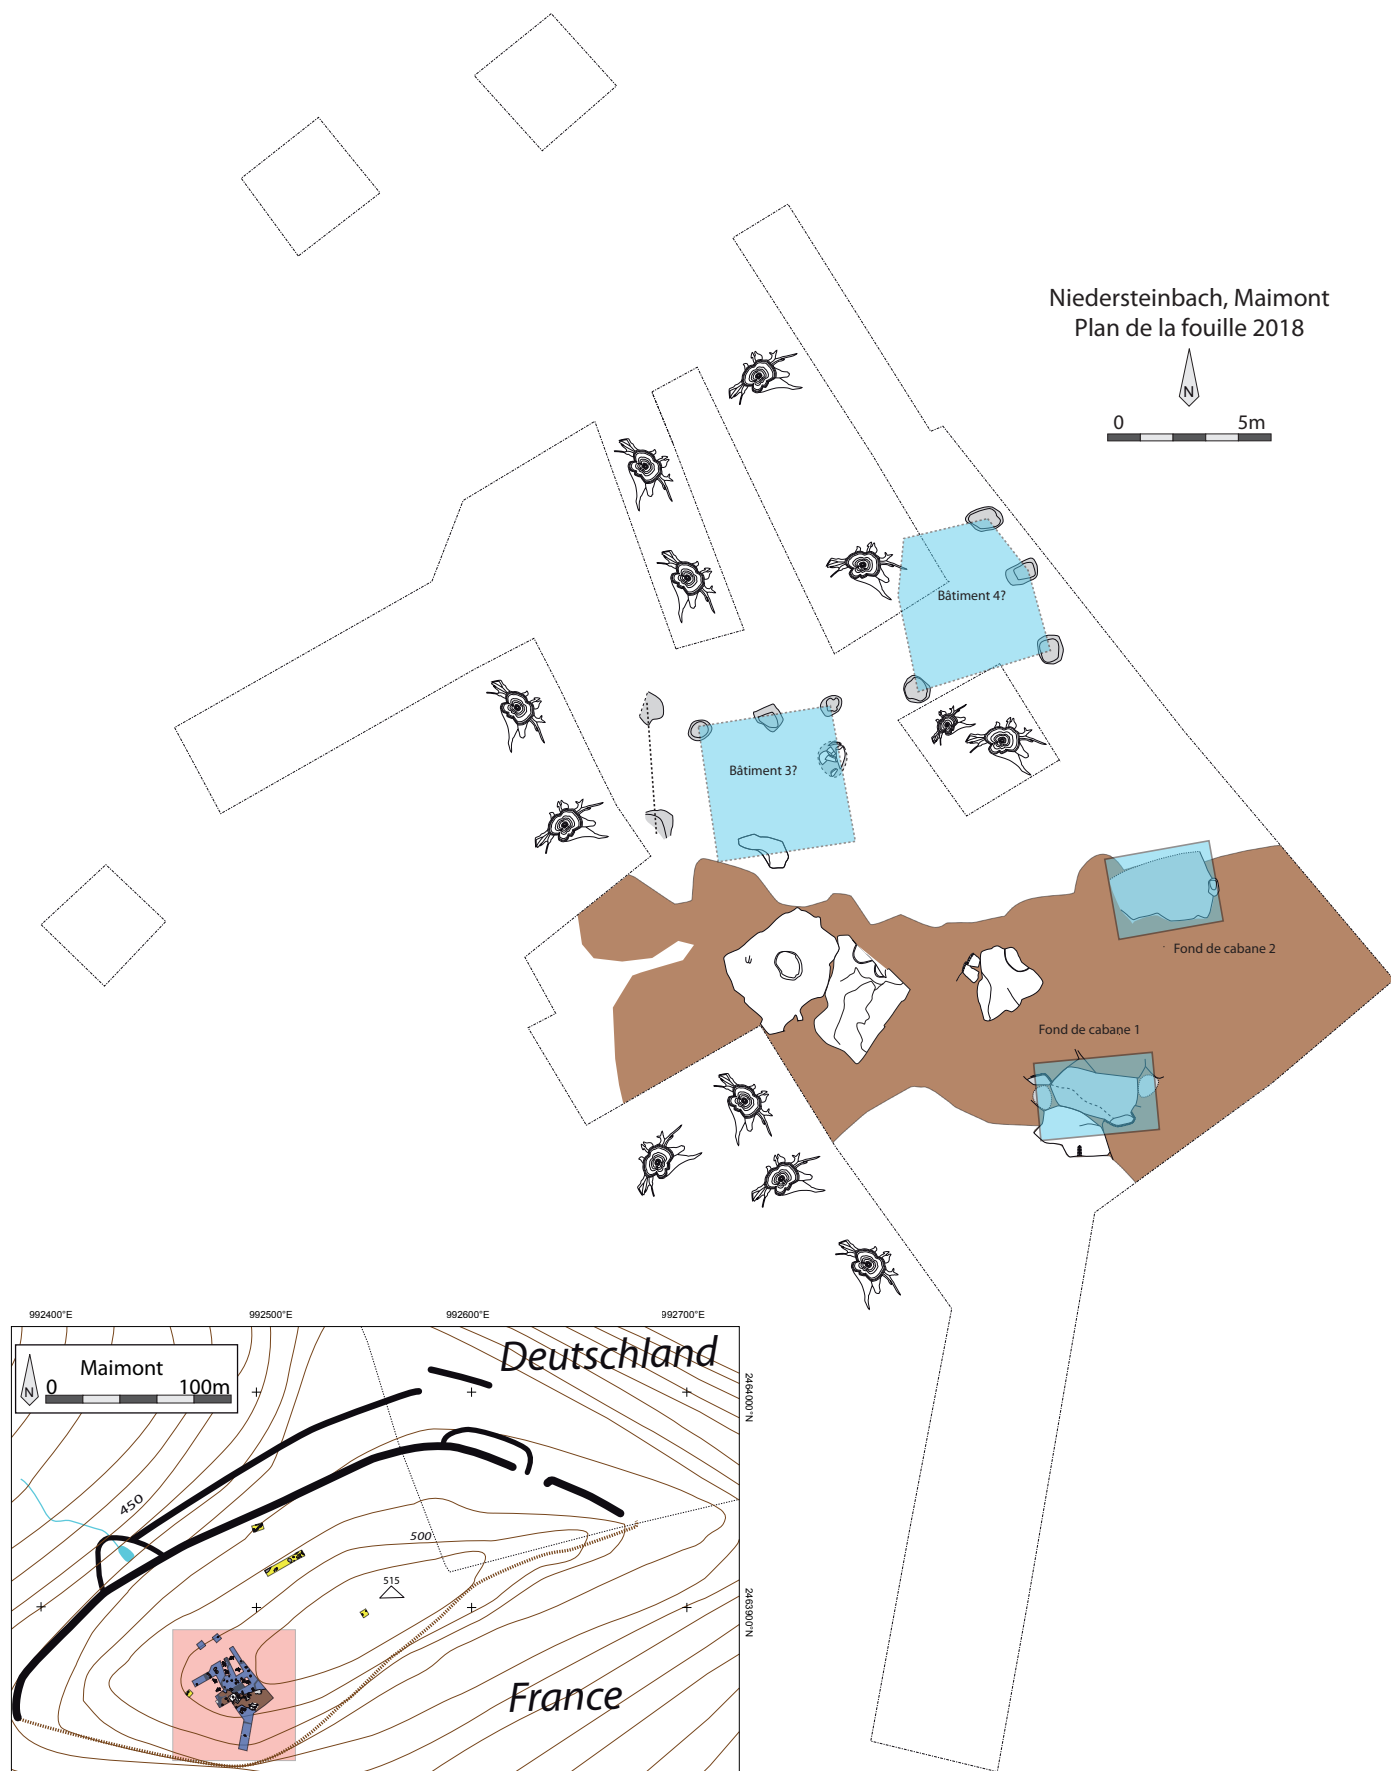 Niedersteinbach, Maimont
Plan de la fouille 2018
N
0 5m
Bâtiment 4?
Bâtiment 3?
Fond de cabane 2
Fond de cabane 1
992400°E 992500°E 992600°E 992700°E
Deutschland
Maimont
N
0 100m
2464000°N
450
500
515
2463900°N
France